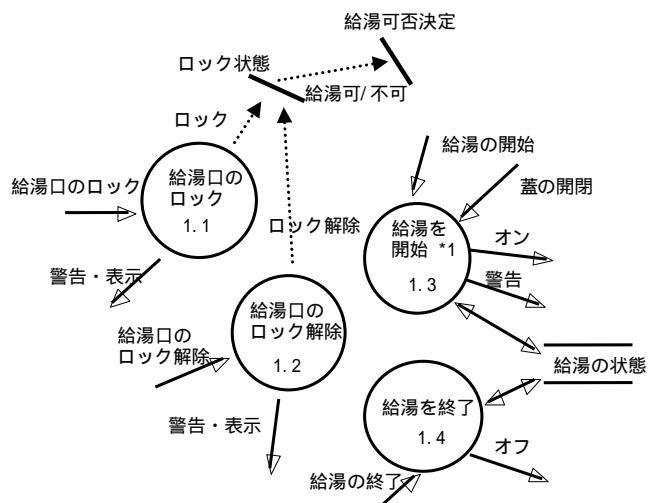 給湯可否決定
ロック状態
給湯可/不可
ロック
給湯の開始
給湯口のロック
給湯口の
ロック
1.1
蓋の開閉
ロック解除
給湯を
開始 *1
1.3
オン
警告
警告・表示
給湯口の
ロック解除
1.2
給湯口の
ロック解除
給湯の状態
給湯を終了
1.4
警告・表示
オフ
給湯の終了